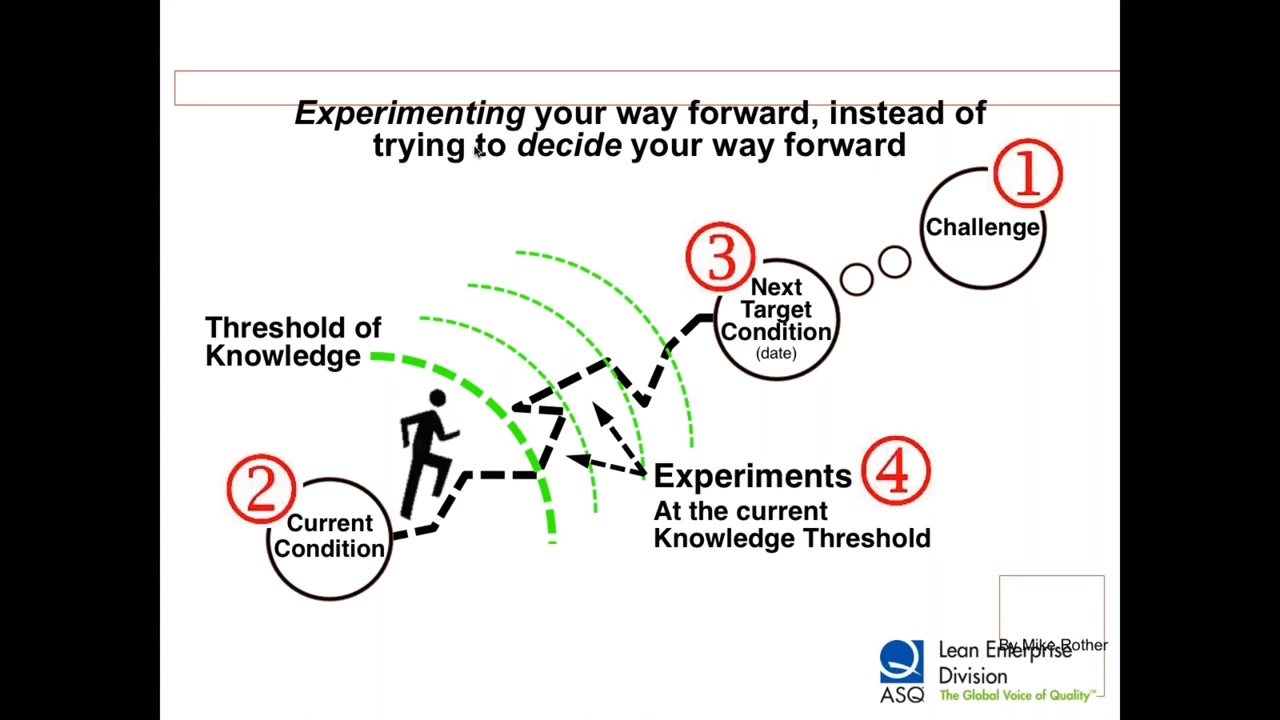 Experimenting your way forward, instead of
trying to decide your way forward
1
Challenge
3
Next
Target
Condition
(date)
Threshold of
Knowledge
2
Current
Condition
Experiments 4
At the current
Knowledge Threshold
By Mike Rother
Lean Enterprise
Division
ASQ The Global Voice of Quality™